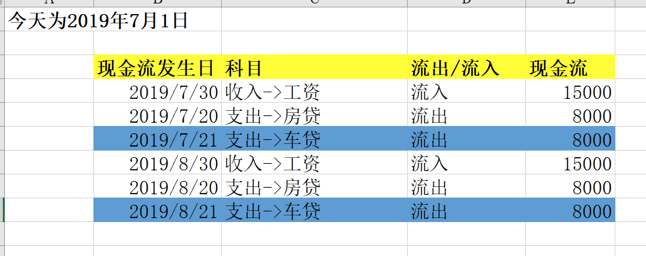 今天为2019年7月1日
现金流发生日 科目 流出/流入 现金流
2019/7/30 收入->工资 流入 15000
2019/7/20 支出->房贷 流出 8000
2019/7/21 支出->车贷 流出 8000
2019/8/30 收入->工资 流入 15000
2019/8/20 支出->房贷 流出 8000
2019/8/21 支出->车贷 流出 8000